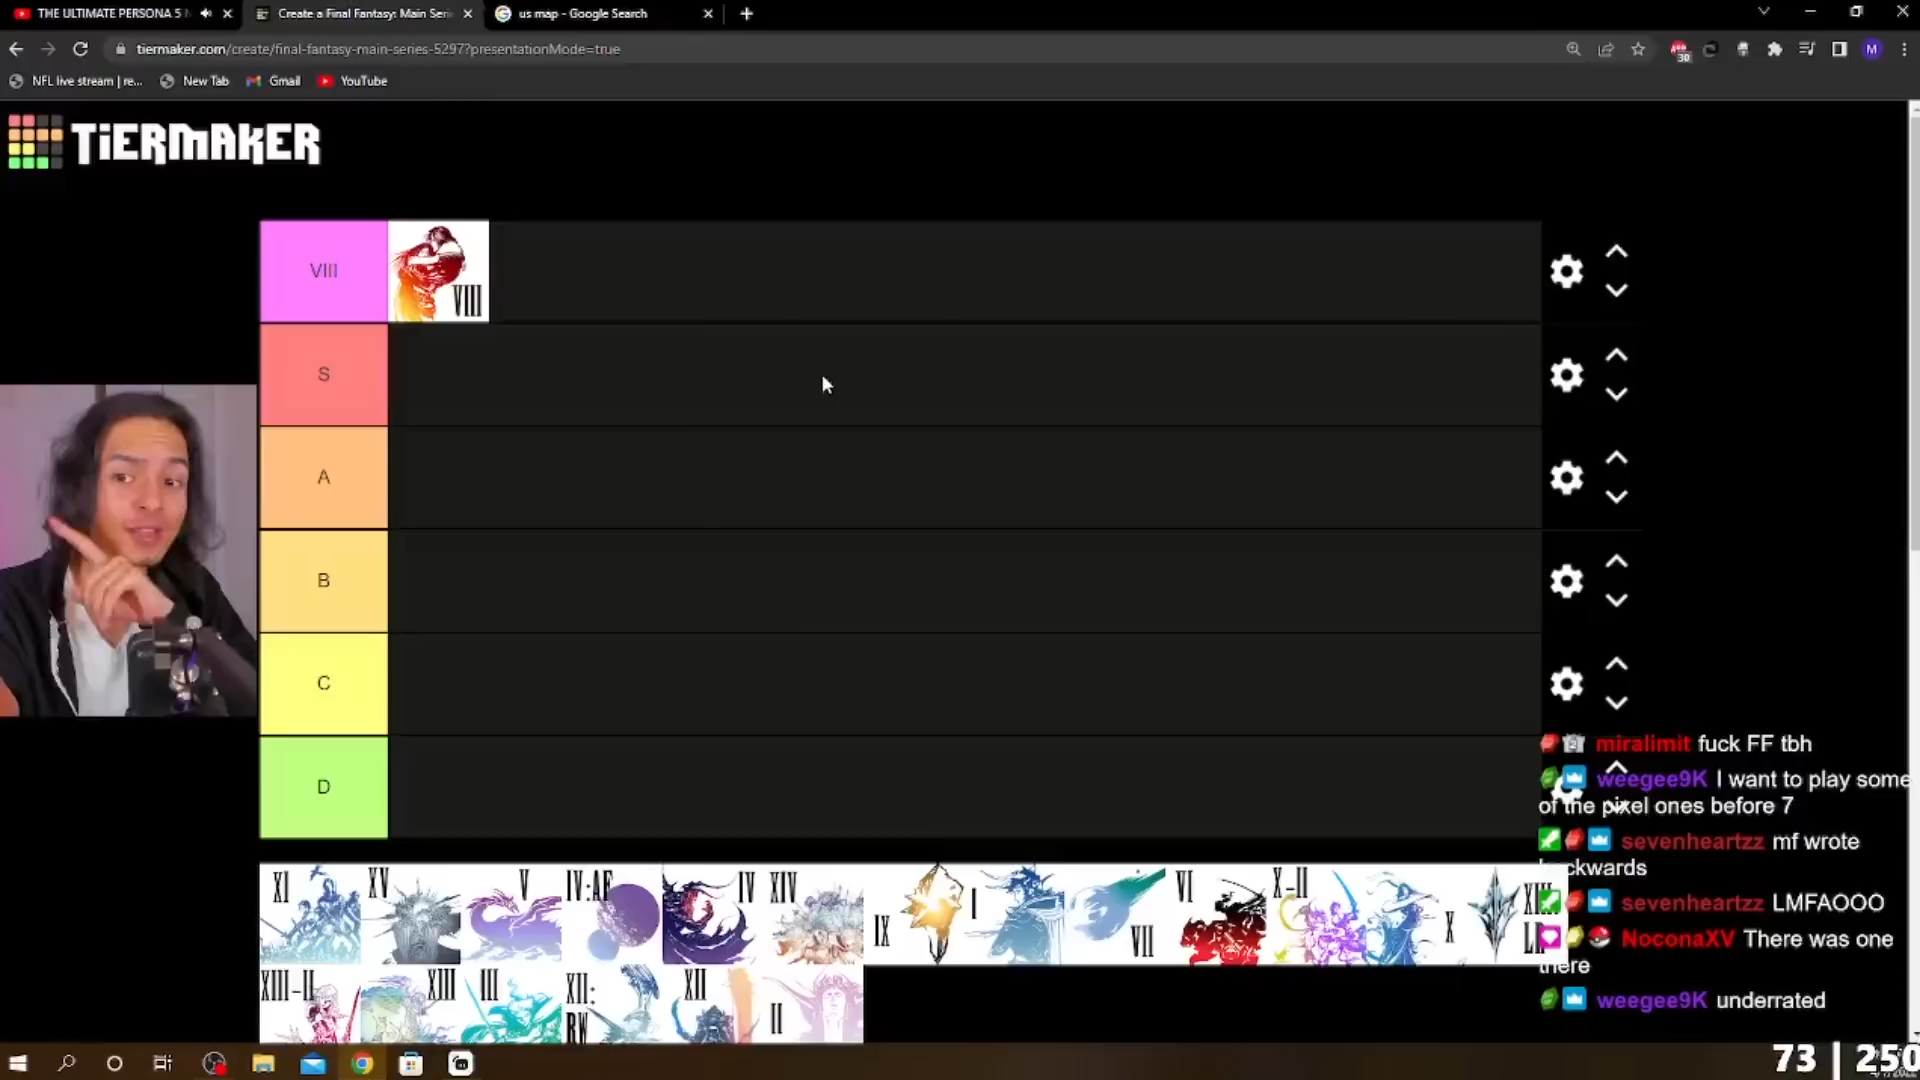 THE ULTIMATE PERSONA 5
Create a Final Fantasy: Main Seri
us map - Google Search
tiermaker.com/create/final-fantasy-main-series-5297?presentationMode=true
30
M
NFL live stream | re...
New Tab
Gmail
YouTube
TiERMAKER
VIII
VIII
S
A
B
C
D
miralimit fuck FF tbh
weegee9K I want to play some
of the pixel ones before 7
sevenheartzz mf wrote
sevenheartzz LMFAOOO
NoconaXV There was one
there
weegee9K underrated
XI
XV
V
IV:AF
IV
XIV
IX
I
VII
VI
X-II
X
XIII-II
XIII
III
XII:
RW
XII
II
73 | 250